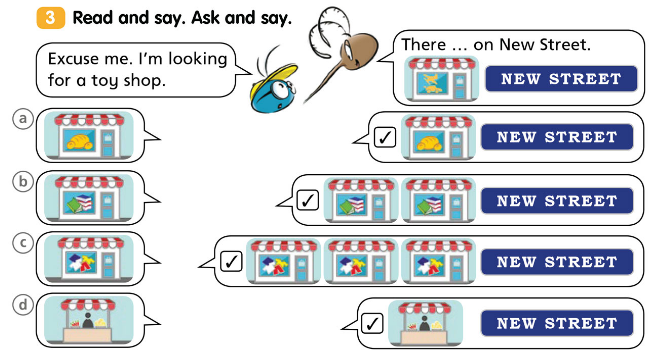 3 Read and say. Ask and say.
Excuse me. I'm looking
for a toy shop.
There ... on New Street.
NEW STREET
a
NEW STREET
b
NEW STREET
c
NEW STREET
d
NEW STREET